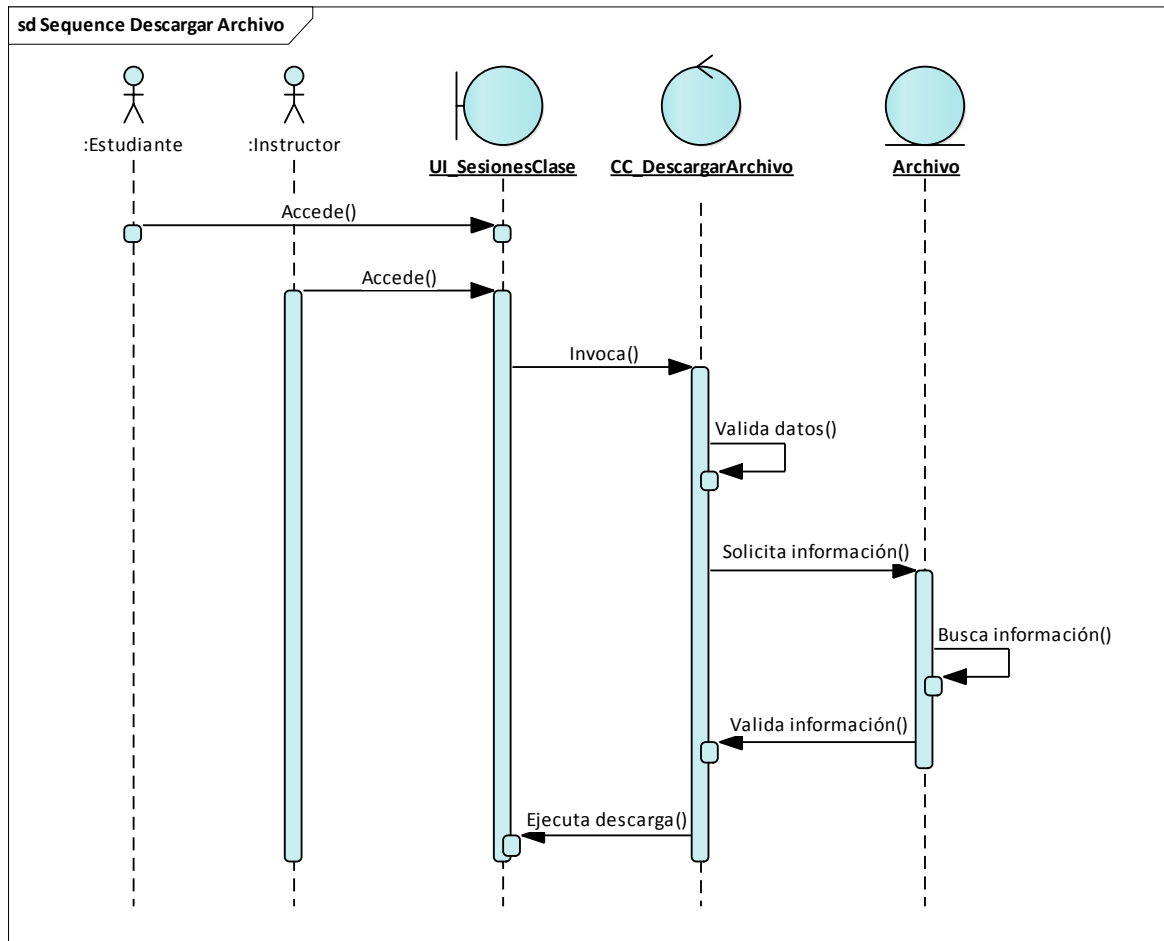 sd Sequence Descargar Archivo
:Estudiante
:Instructor
UI_SesionesClase
CC_DescargarArchivo
Archivo
Accede()
Accede()
Invoca()
Valida datos()
Solicita información()
Busca información()
Valida información()
Ejecuta descarga()